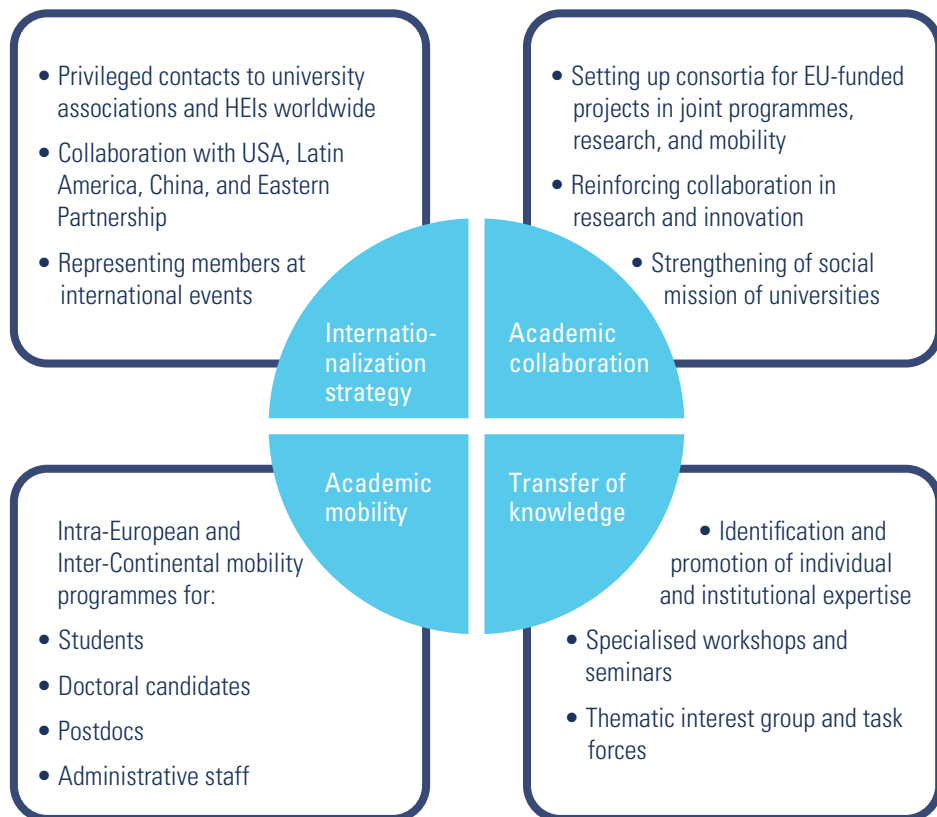 • Privileged contacts to university
associations and HEIs worldwide
• Collaboration with USA, Latin
America, China, and Eastern
Partnership
• Representing members at
international events
• Setting up consortia for EU-funded
projects in joint programmes,
research, and mobility
• Reinforcing collaboration in
research and innovation
• Strengthening of social
mission of universities
Internatio-
nalization
strategy
Academic
collaboration
Academic
mobility
Transfer of
knowledge
Intra-European and
Inter-Continental mobility
programmes for:
• Students
• Doctoral candidates
• Postdocs
• Administrative staff
• Identification and
promotion of individual
and institutional expertise
• Specialised workshops and
seminars
• Thematic interest group and task
forces